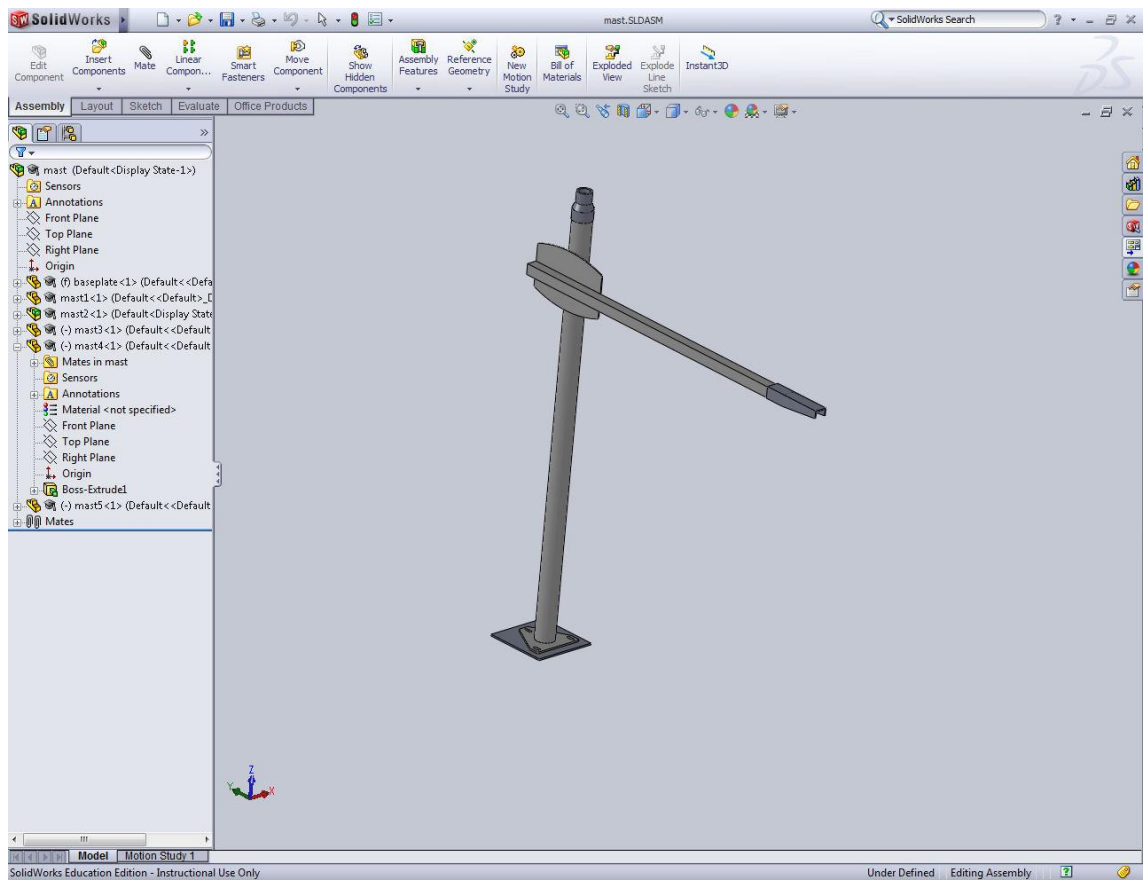 SolidWorks
mast.SLDASM
SolidWorks Search
Edit Component
Insert Components
Mate
Linear Compon...
Smart Fasteners
Move Component
Show Hidden Components
Assembly Features
Reference Geometry
New Motion Study
Bill of Materials
Exploded View
Explode Line Sketch
Instant3D
Assembly Layout Sketch Evaluate Office Products
mast (Default<Display State-1>)
Sensors
Annotations
Front Plane
Top Plane
Right Plane
Origin
(f) baseplate<1> (Default<<Defa
mast1<1> (Default<<Default>_D
mast2<1> (Default<Display State
(-) mast3<1> (Default<<Default
(-) mast4<1> (Default<<Default
Mates in mast
Sensors
Annotations
Material <not specified>
Front Plane
Top Plane
Right Plane
Origin
Boss-Extrude1
(-) mast5<1> (Default<<Default
Mates
Z
Y
X
Model Motion Study 1
SolidWorks Education Edition - Instructional Use Only
Under Defined Editing Assembly